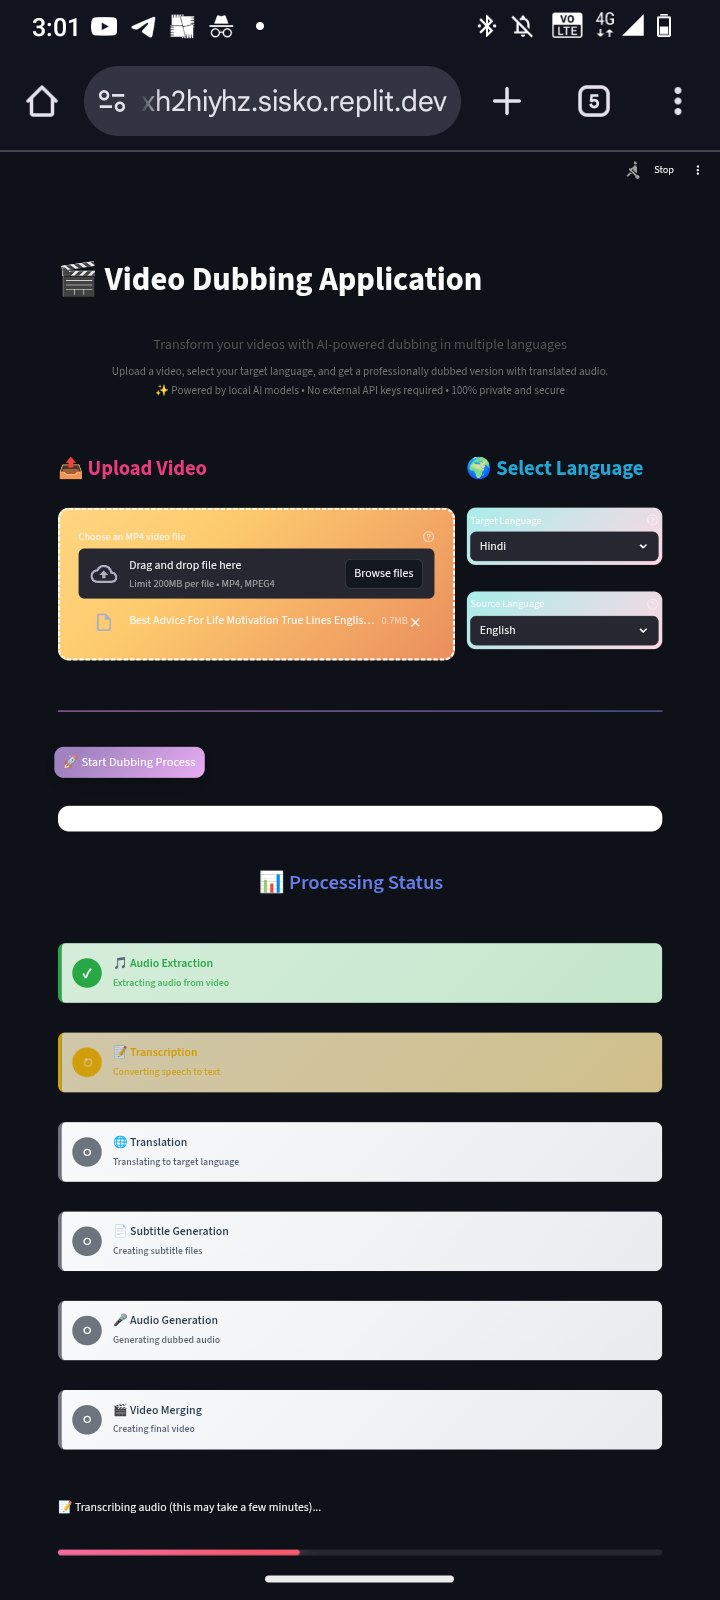 3:01
VO LTE
4G
xh2hiyhz.sisko.replit.dev
5
Stop
🎬 Video Dubbing Application
Transform your videos with AI-powered dubbing in multiple languages
Upload a video, select your target language, and get a professionally dubbed version with translated audio.
✨ Powered by local AI models • No external API keys required • 100% private and secure
📤 Upload Video
🌍 Select Language
Choose an MP4 video file
Drag and drop file here
Limit 200MB per file • MP4, MPEG4
Browse files
Best Advice For Life Motivation True Lines Englis... 0.7MB
Target Language
Hindi
Source Language
English
🚀 Start Dubbing Process
📊 Processing Status
🎵 Audio Extraction
Extracting audio from video
📝 Transcription
Converting speech to text
🌐 Translation
Translating to target language
📄 Subtitle Generation
Creating subtitle files
🎤 Audio Generation
Generating dubbed audio
🎬 Video Merging
Creating final video
📝 Transcribing audio (this may take a few minutes)...